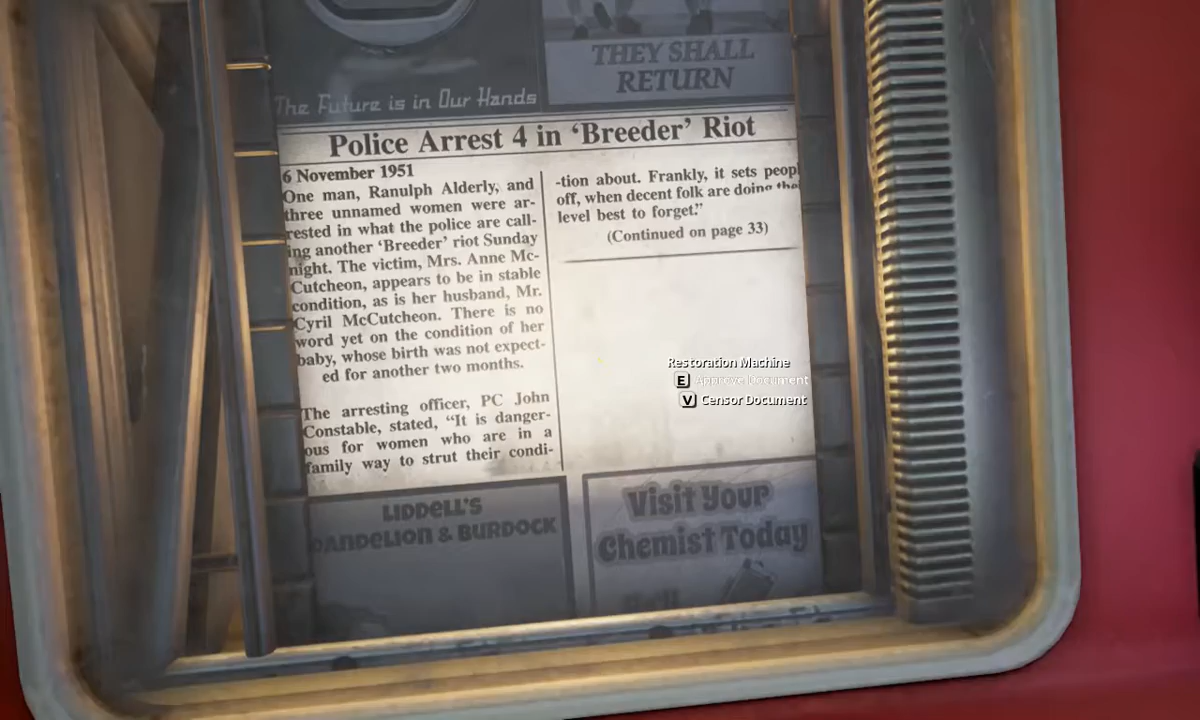 THEY SHALL
RETURN
The Future is in Our Hands
Police Arrest 4 in ‘Breeder’ Riot
6 November 1951
One man, Ranulph Alderly, and
three unnamed women were ar-
rested in what the police are call-
ing another ‘Breeder’ riot Sunday
night. The victim, Mrs. Anne Mc-
Cutcheon, appears to be in stable
condition, as is her husband, Mr.
Cyril McCutcheon. There is no
word yet on the condition of her
baby, whose birth was not expect-
ed for another two months.
The arresting officer, PC John
Constable, stated, “It is danger-
ous for women who are in a
family way to strut their condi-
-tion about. Frankly, it sets peopl
off, when decent folk are doing thei
level best to forget.”
(Continued on page 33)
Restoration Machine
E Approve Document
V Censor Document
LIDDELL'S
DANDELION & BURDOCK
Visit Your
Chemist Today